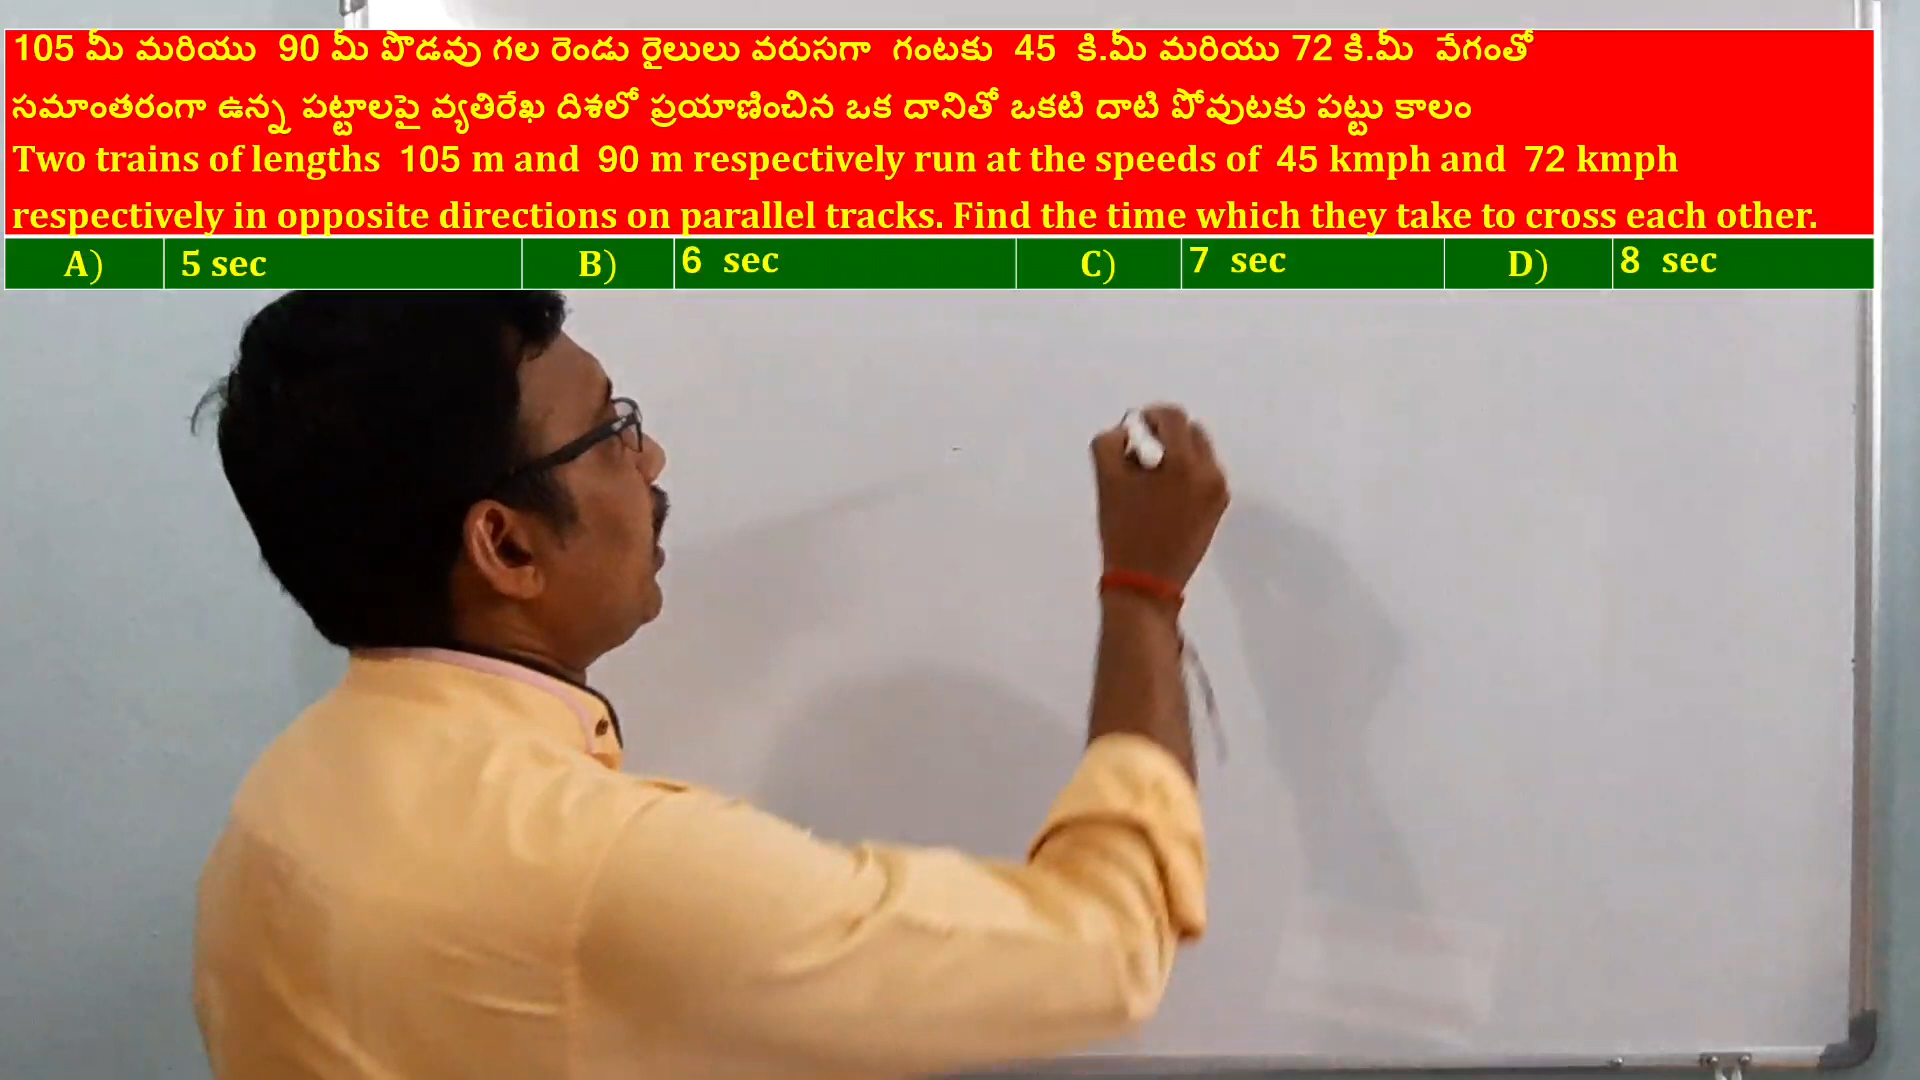 105 మీ మరియు 90 మీ పొడవు గల రెండు రైలులు వరుసగా గంటకు 45 కి.మీ మరియు 72 కి.మీ వేగంతో
సమాంతరంగా ఉన్న పట్టాలపై వ్యతిరేఖ దిశలో ప్రయాణించిన ఒక దానితో ఒకటి దాటి పోవుటకు పట్టు కాలం
Two trains of lengths 105 m and 90 m respectively run at the speeds of 45 kmph and 72 kmph
respectively in opposite directions on parallel tracks. Find the time which they take to cross each other.
A) 5 sec B) 6 sec C) 7 sec D) 8 sec